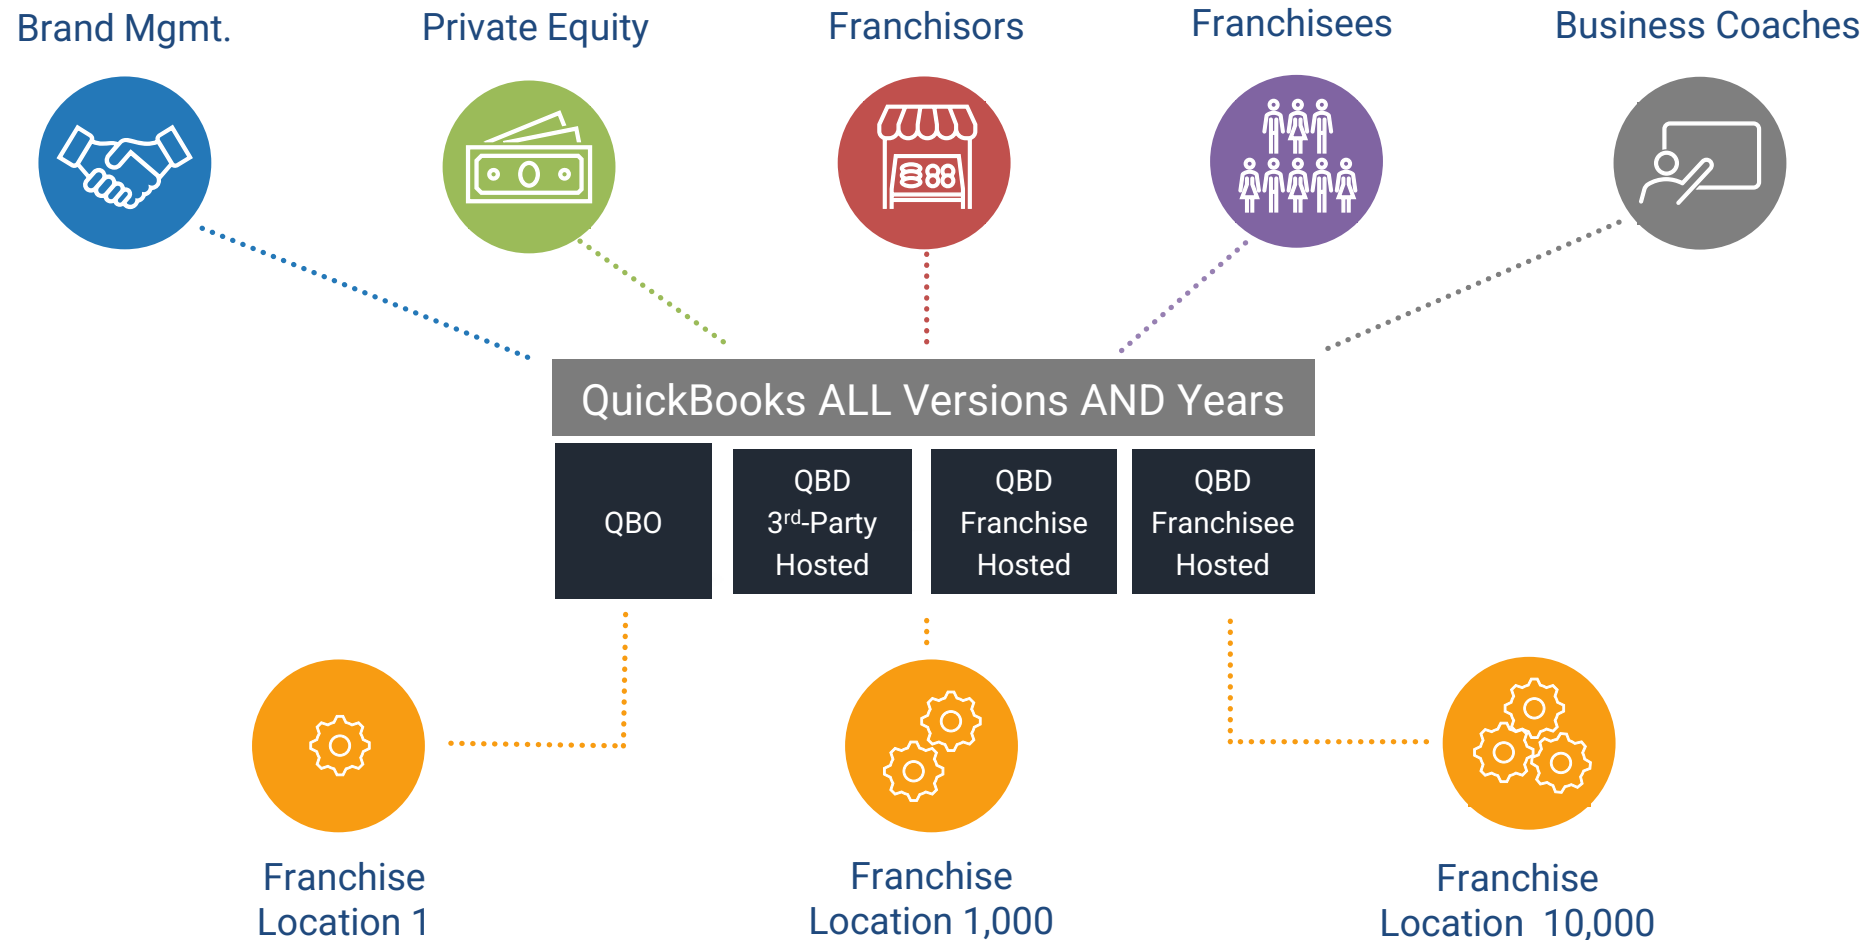 Brand Mgmt.
Private Equity
Franchisors
Franchisees
Business Coaches
QuickBooks ALL Versions AND Years
QBO
QBD
3rd-Party
Hosted
QBD
Franchise
Hosted
QBD
Franchisee
Hosted
Franchise
Location 1
Franchise
Location 1,000
Franchise
Location 10,000